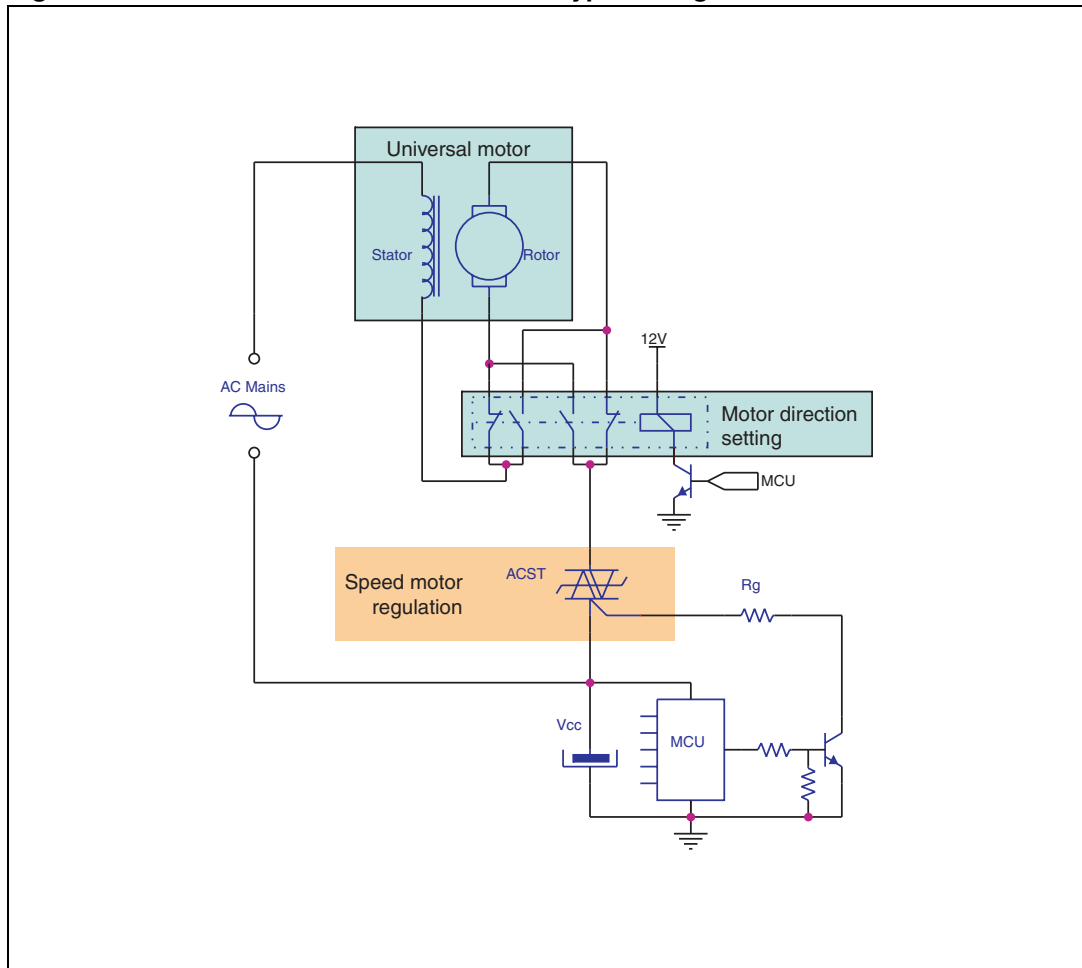 Universal motor
Stator
Rotor
12V
AC Mains
Motor direction
setting
MCU
ACST
Speed motor
regulation
Rg
Vcc
MCU